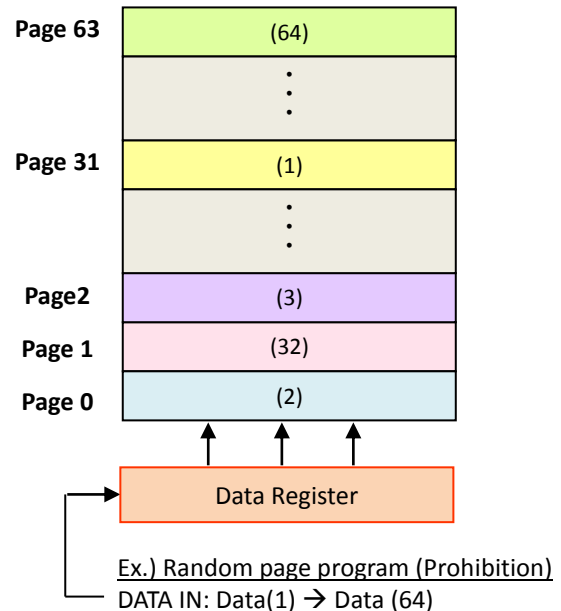 Page 63 (64)
Page 31 (1)
Page2 (3)
Page 1 (32)
Page 0 (2)
Data Register
Ex.) Random page program (Prohibition)
DATA IN: Data(1) → Data (64)